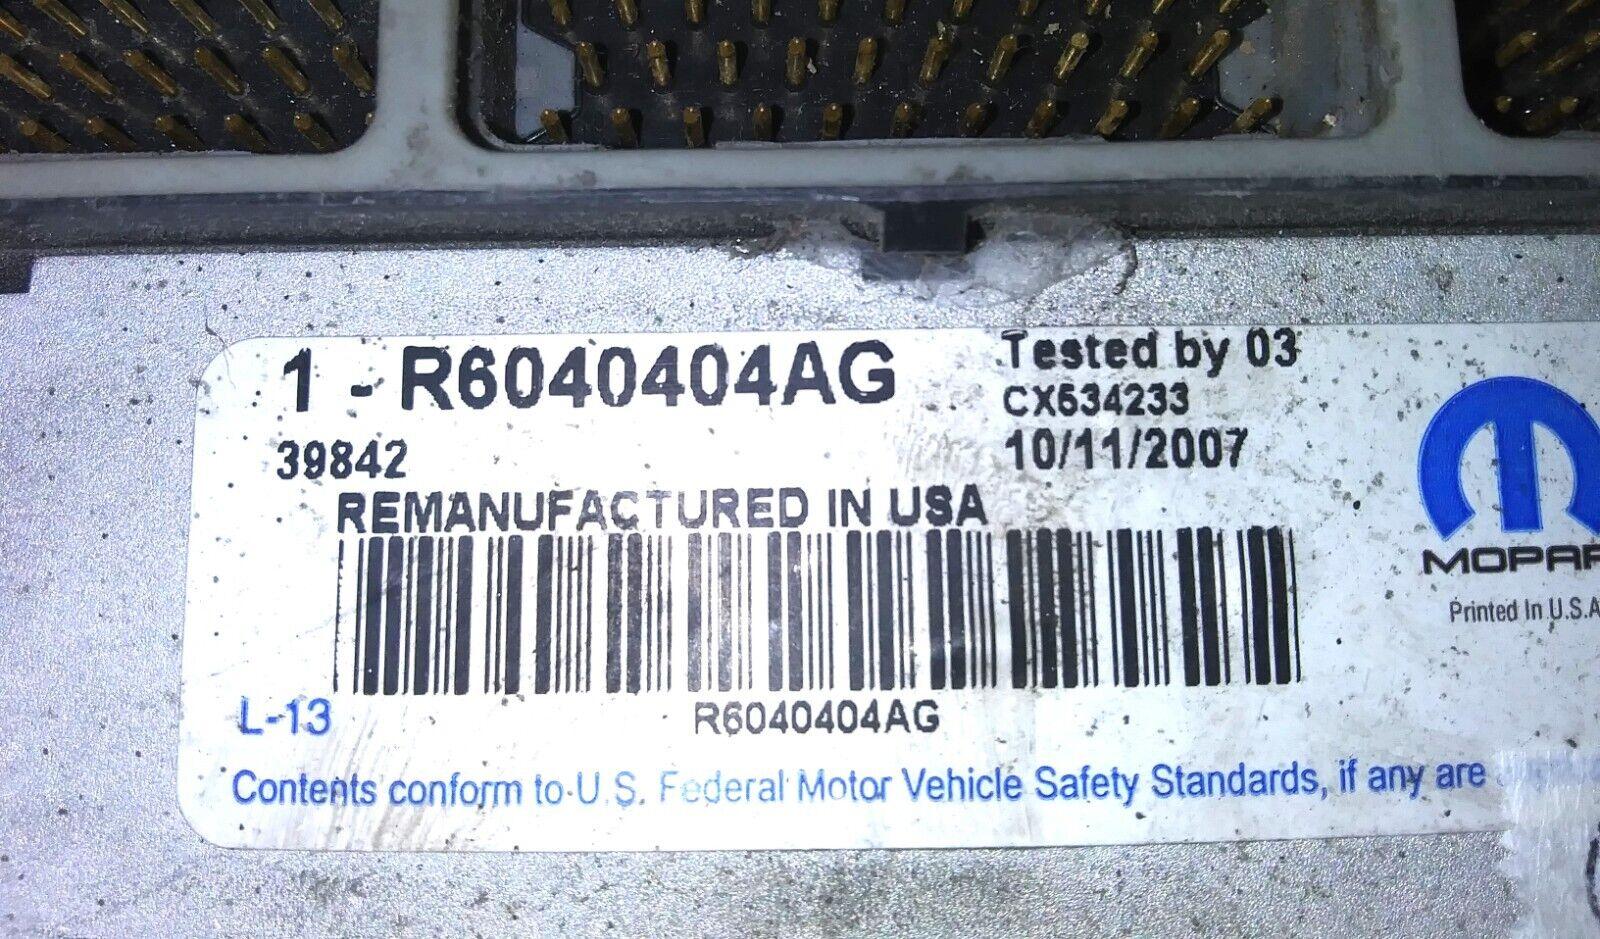 1 - R6040404AG
Tested by 03
CX534233
39842
10/11/2007
REMANUFACTURED IN USA
MOPAR
Printed In U.S.A
R6040404AG
L-13
Contents conform to U.S. Federal Motor Vehicle Safety Standards, if any are